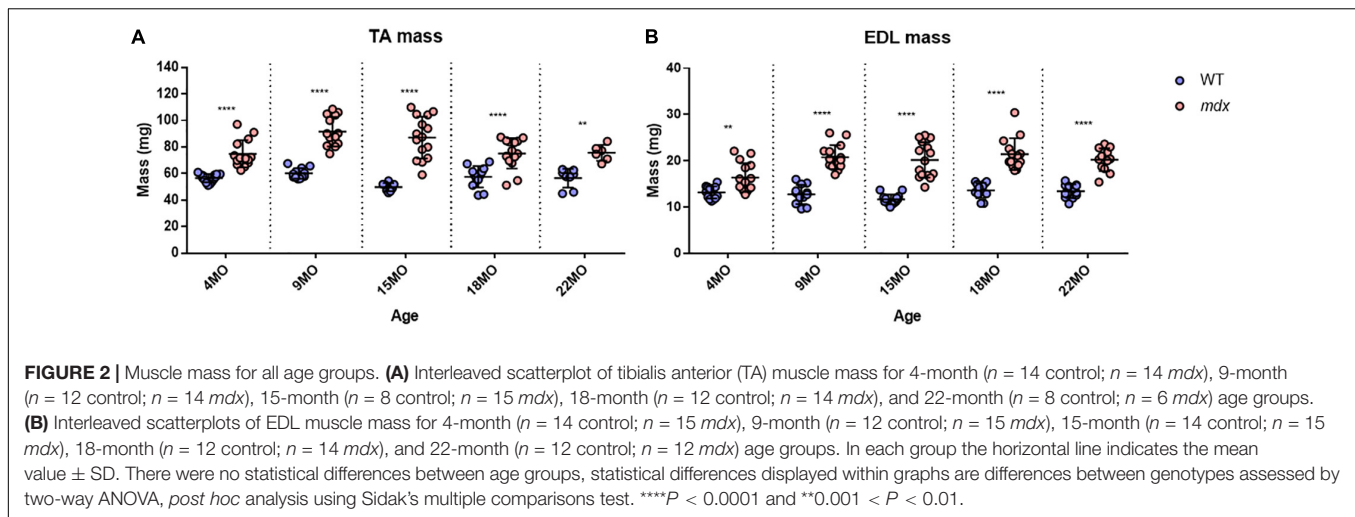 A
TA mass
****
****
****
****
**
Mass (mg)
140
120
100
80
60
40
20
0
4MO
9MO
15MO
18MO
22MO
Age
B
EDL mass
**
****
****
****
****
Mass (mg)
40
30
20
10
0
4MO
9MO
15MO
18MO
22MO
Age
WT
mdx
FIGURE 2 | Muscle mass for all age groups. (A) Interleaved scatterplot of tibialis anterior (TA) muscle mass for 4-month (n = 14 control; n = 14 mdx), 9-month
(n = 12 control; n = 14 mdx), 15-month (n = 8 control; n = 15 mdx), 18-month (n = 12 control; n = 14 mdx), and 22-month (n = 8 control; n = 6 mdx) age groups.
(B) Interleaved scatterplots of EDL muscle mass for 4-month (n = 14 control; n = 15 mdx), 9-month (n = 12 control; n = 15 mdx), 15-month (n = 14 control; n = 15
mdx), 18-month (n = 12 control; n = 14 mdx), and 22-month (n = 12 control; n = 12 mdx) age groups. In each group the horizontal line indicates the mean
value ± SD. There were no statistical differences between age groups, statistical differences displayed within graphs are differences between genotypes assessed by
two-way ANOVA, post hoc analysis using Sidak's multiple comparisons test. ****P < 0.0001 and **0.001 < P < 0.01.